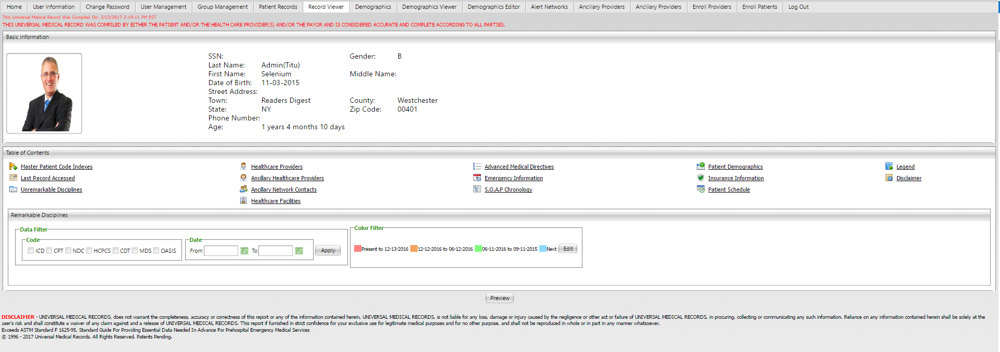 Home User Information Change Password User Management Group Management Patient Records Record Viewer Demographics Demographics Viewer Demographics Editor Alert Networks Ancillary Providers Ancillary Providers Enroll Providers Enroll Patients Log Out
This Universal Medical Record Was Compiled On: 3/13/2017 2:19:11 PM EST
THIS UNIVERSAL MEDICAL RECORD WAS COMPILED BY EITHER THE PATIENT AND/OR THE HEALTH CARE PROVIDER(S) AND/OR THE PAYOR AND IS CONSIDERED ACCURATE AND COMPLETE ACCORDING TO ALL PARTIES.
Basic Information
SSN: Gender: B
Last Name: Admin(Titu)
First Name: Selenium Middle Name:
Date of Birth: 11-03-2015
Street Address:
Town: Readers Digest County: Westchester
State: NY Zip Code: 00401
Phone Number:
Age: 1 years 4 months 10 days
Table of Contents
Master Patient Code Indexes Healthcare Providers Advanced Medical Directives Patient Demographics Legend
Last Record Accessed Ancillary Healthcare Providers Emergency Information Insurance Information Disclaimer
Unremarkable Disciplines Ancillary Network Contacts S.O.A.P Chronology Patient Schedule
Healthcare Facilities
Remarkable Disciplines
Data Filter Color Filter
Code Date
ICD CPT NDC HCPCS CDT MDS OASIS From To Apply Present to 12-13-2016 12-12-2016 to 06-12-2016 06-11-2016 to 09-11-2015 Next Edit
Preview
DISCLAIMER - UNIVERSAL MEDICAL RECORDS, does not warrant the completeness, accuracy or correctness of this report or any of the information contained herein, UNIVERSAL MEDICAL RECORDS, is not liable for any loss, damage or injury caused by the negligence or other act or failure of UNIVERSAL MEDICAL RECORDS, in procuring, collecting or communicating any such information. Reliance on any information contained herein shall be solely at the
user's risk and shall constitute a waiver of any claim against and a release of UNIVERSAL MEDICAL RECORDS. This report if furnished in strict confidence for your exclusive use for legitimate medical purposes and for no other purpose, and shall not be reproduced in whole or in part in any manner whatsoever.
Exceeds ASTM Standard F 1625-95, Standard Guide For Providing Essential Data Needed In Advance For Prehospital Emergency Medical Services
© 1996 - 2017 Universal Medical Records. All Rights Reserved, Patents Pending.